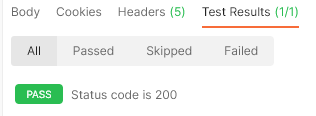 Body Cookies Headers (5) Test Results (1/1)
All Passed Skipped Failed
PASS Status code is 200